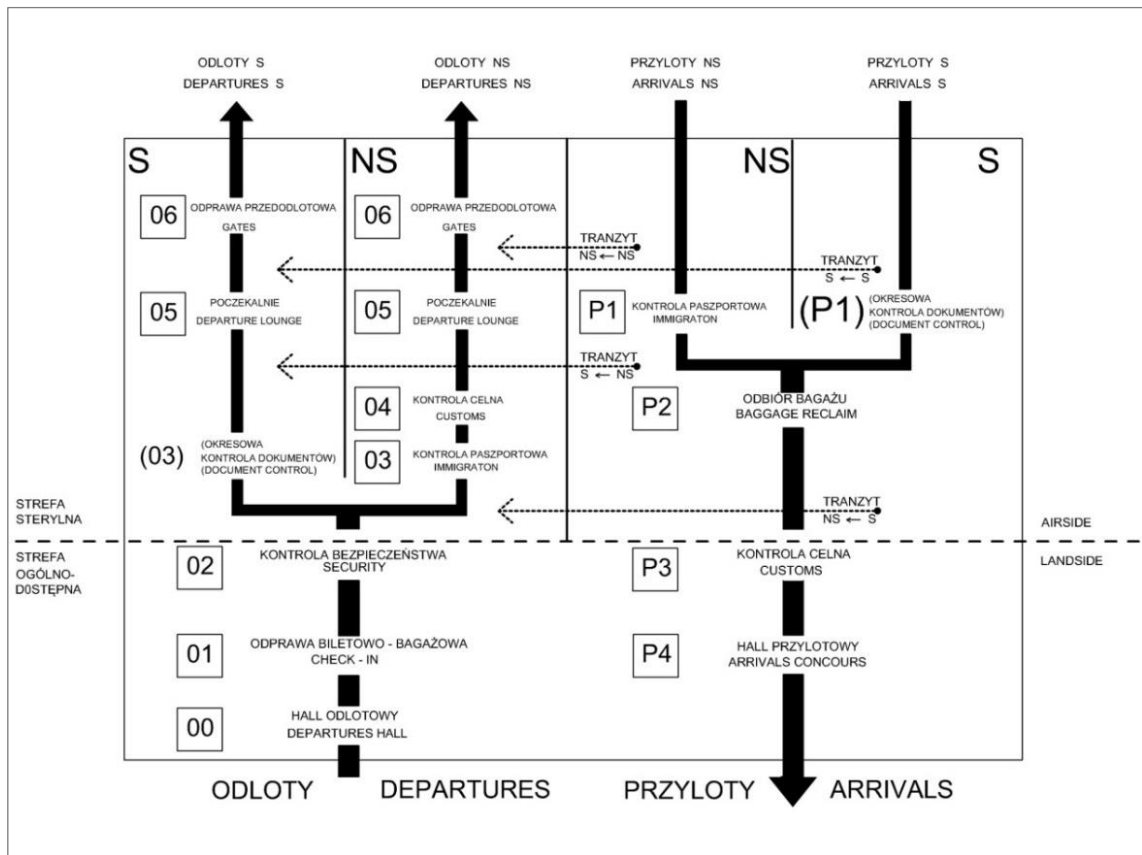 ODLOTY S
DEPARTURES S
ODLOTY NS
DEPARTURES NS
PRZYLOTY NS
ARRIVALS NS
PRZYLOTY S
ARRIVALS S
S
NS
NS
S
06
ODPRAWA PRZEDODLOTOWA
GATES
06
ODPRAWA PRZEDODLOTOWA
GATES
TRANZYT
NS ← NS
TRANZYT
S ← S
05
POCZEKALNIE
DEPARTURE LOUNGE
05
POCZEKALNIE
DEPARTURE LOUNGE
P1
KONTROLA PASZPORTOWA
IMMIGRATON
(P1)
(OKRESOWA
KONTROLA DOKUMENTÓW)
(DOCUMENT CONTROL)
TRANZYT
S ← NS
04
KONTROLA CELNA
CUSTOMS
P2
ODBIÓR BAGAŻU
BAGGAGE RECLAIM
(03)
(OKRESOWA
KONTROLA DOKUMENTÓW)
(DOCUMENT CONTROL)
03
KONTROLA PASZPORTOWA
IMMIGRATON
STREFA
STERYLNA
TRANZYT
NS ← S
AIRSIDE
STREFA
OGÓLNO-
D0STĘPNA
02
KONTROLA BEZPIECZEŃSTWA
SECURITY
P3
KONTROLA CELNA
CUSTOMS
LANDSIDE
01
ODPRAWA BILETOWO - BAGAŻOWA
CHECK - IN
P4
HALL PRZYLOTOWY
ARRIVALS CONCOURS
00
HALL ODLOTOWY
DEPARTURES HALL
ODLOTY DEPARTURES PRZYLOTY ARRIVALS